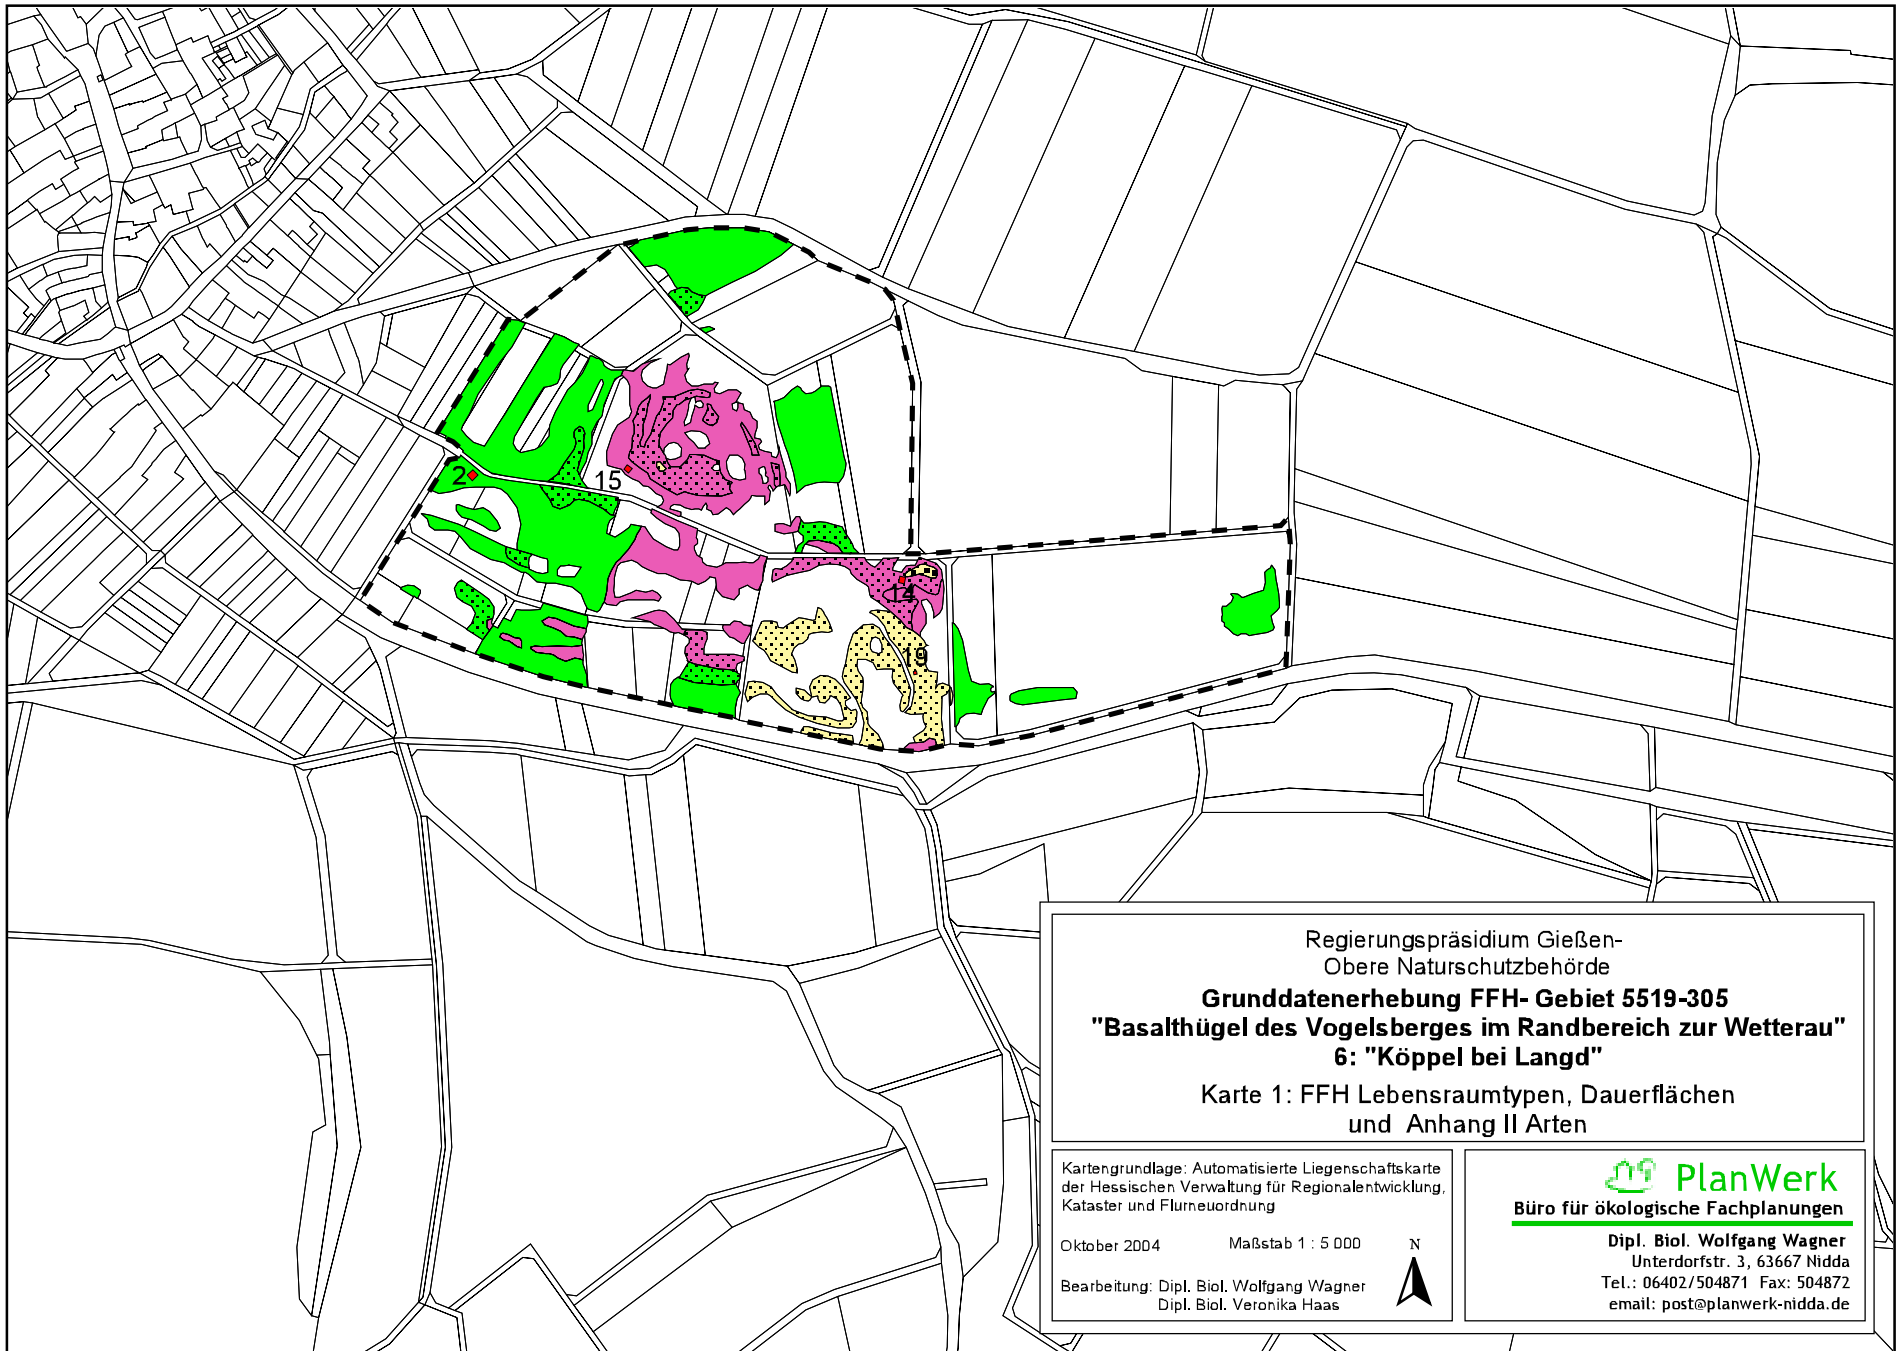 2
15
14
19
Regierungspräsidium Gießen-
Obere Naturschutzbehörde
Grunddatenerhebung FFH- Gebiet 5519-305
"Basalthügel des Vogelsberges im Randbereich zur Wetterau"
6: "Köppel bei Langd"
Karte 1: FFH Lebensraumtypen, Dauerflächen
und Anhang II Arten
Kartengrundlage: Automatisierte Liegenschaftskarte
der Hessischen Verwaltung für Regionalentwicklung,
Kataster und Flurneuordnung
Oktober 2004 Maßstab 1 : 5 000
N
Bearbeitung: Dipl. Biol. Wolfgang Wagner
Dipl. Biol. Veronika Haas
PlanWerk
Büro für ökologische Fachplanungen
Dipl. Biol. Wolfgang Wagner
Unterdorfstr. 3, 63667 Nidda
Tel.: 06402/504871 Fax: 504872
email: post@planwerk-nidda.de